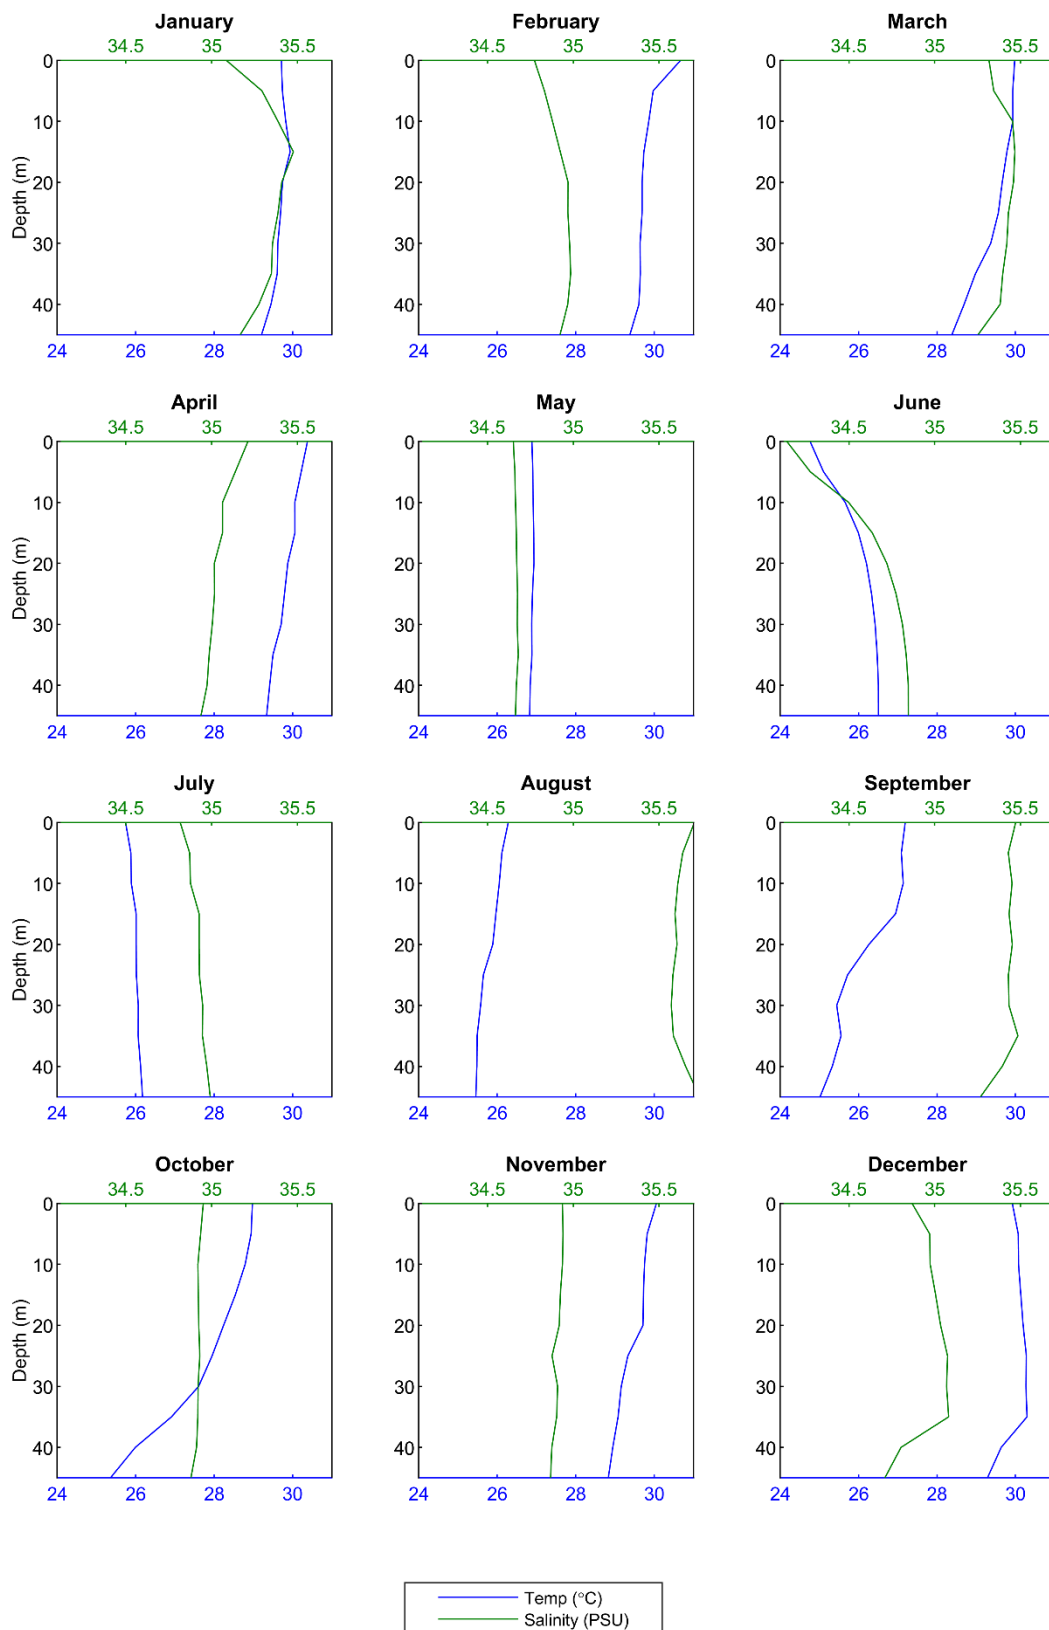 January February March
34.5 35 35.5 34.5 35 35.5 34.5 35 35.5
0 0 0
10 10 10
20 20 20
30 30 30
40 40 40
Depth (m)
24 26 28 30 24 26 28 30 24 26 28 30
April May June
34.5 35 35.5 34.5 35 35.5 34.5 35 35.5
0 0 0
10 10 10
20 20 20
30 30 30
40 40 40
Depth (m)
24 26 28 30 24 26 28 30 24 26 28 30
July August September
34.5 35 35.5 34.5 35 35.5 34.5 35 35.5
0 0 0
10 10 10
20 20 20
30 30 30
40 40 40
Depth (m)
24 26 28 30 24 26 28 30 24 26 28 30
October November December
34.5 35 35.5 34.5 35 35.5 34.5 35 35.5
0 0 0
10 10 10
20 20 20
30 30 30
40 40 40
Depth (m)
24 26 28 30 24 26 28 30 24 26 28 30
Temp (°C)
Salinity (PSU)